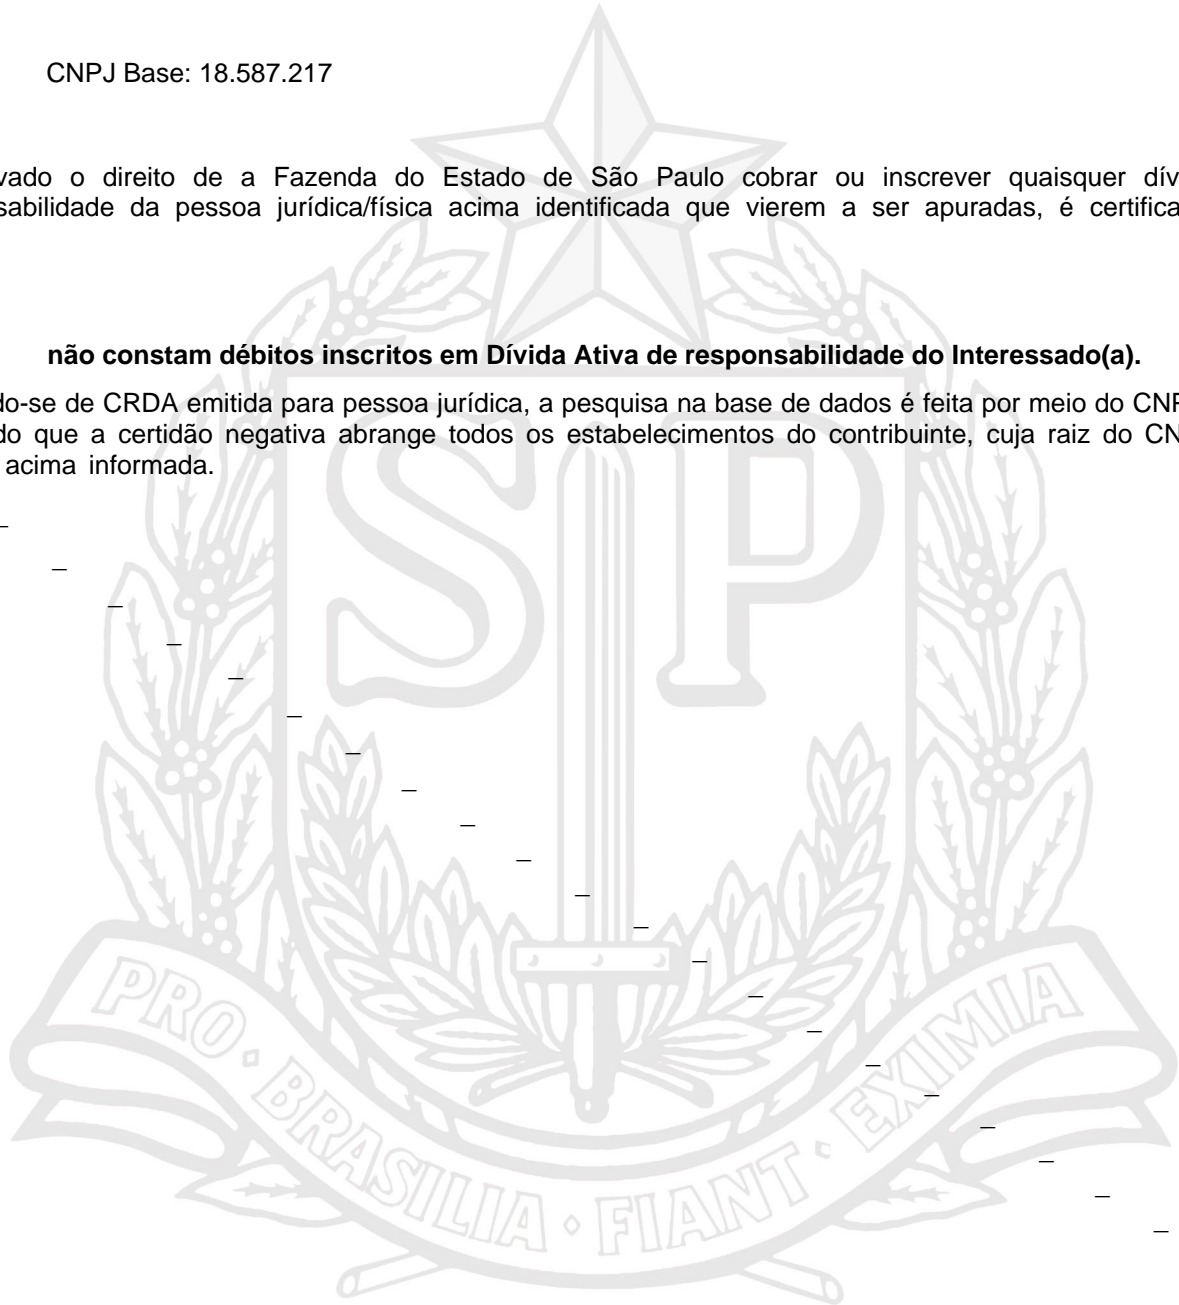 CNPJ Base: 18.587.217
vado o direito de a Fazenda do Estado de São Paulo cobrar ou inscrever quaisquer dív
sabilidade da pessoa jurídica/física acima identificada que vierem a ser apuradas, é certifica
não constam débitos inscritos em Dívida Ativa de responsabilidade do Interessado(a).
do-se de CRDA emitida para pessoa jurídica, a pesquisa na base de dados é feita por meio do CNP
do que a certidão negativa abrange todos os estabelecimentos do contribuinte, cuja raiz do CN
acima informada.
SP
PRO • BRASILIA • FIANT • EXIMIA